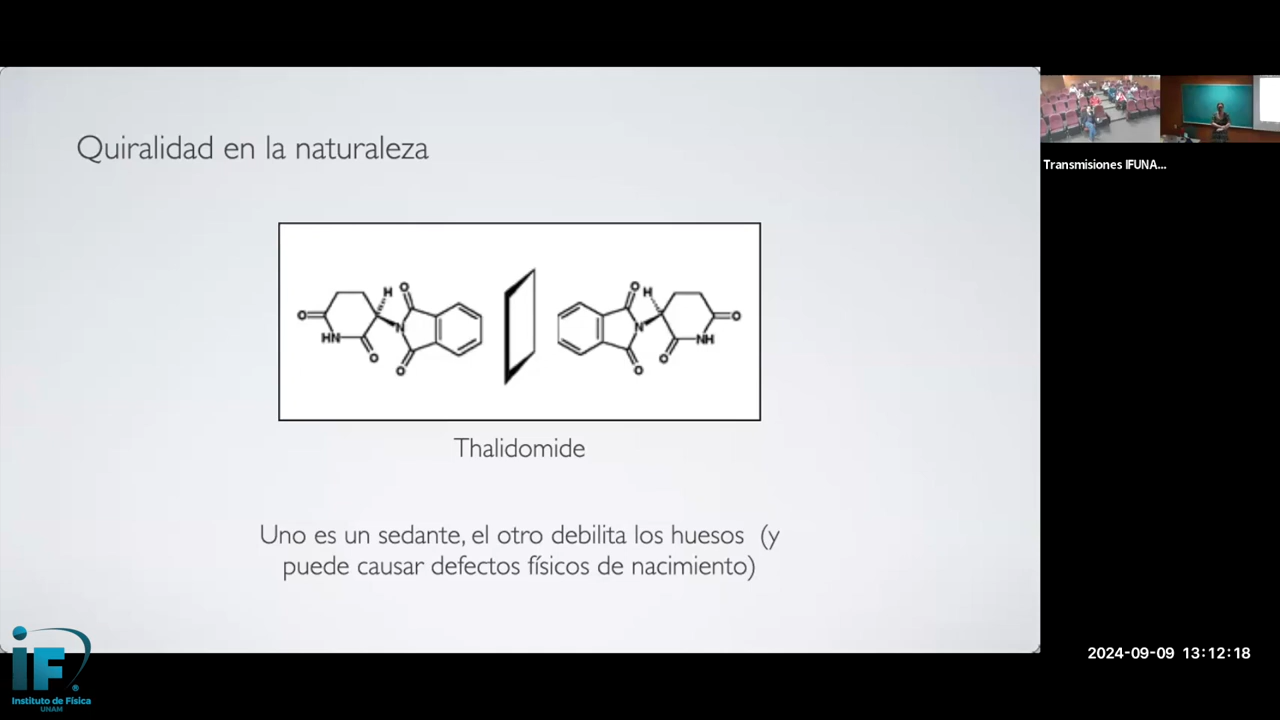 Quiralidad en la naturaleza
O
HN
O
H
N
O
O
O
O
N
H
O
NH
O
Thalidomide
Uno es un sedante, el otro debilita los huesos (y
puede causar defectos físicos de nacimiento)
Transmisiones IFUNA...
2024-09-09 13:12:18
iF
Instituto de Física
UNAM